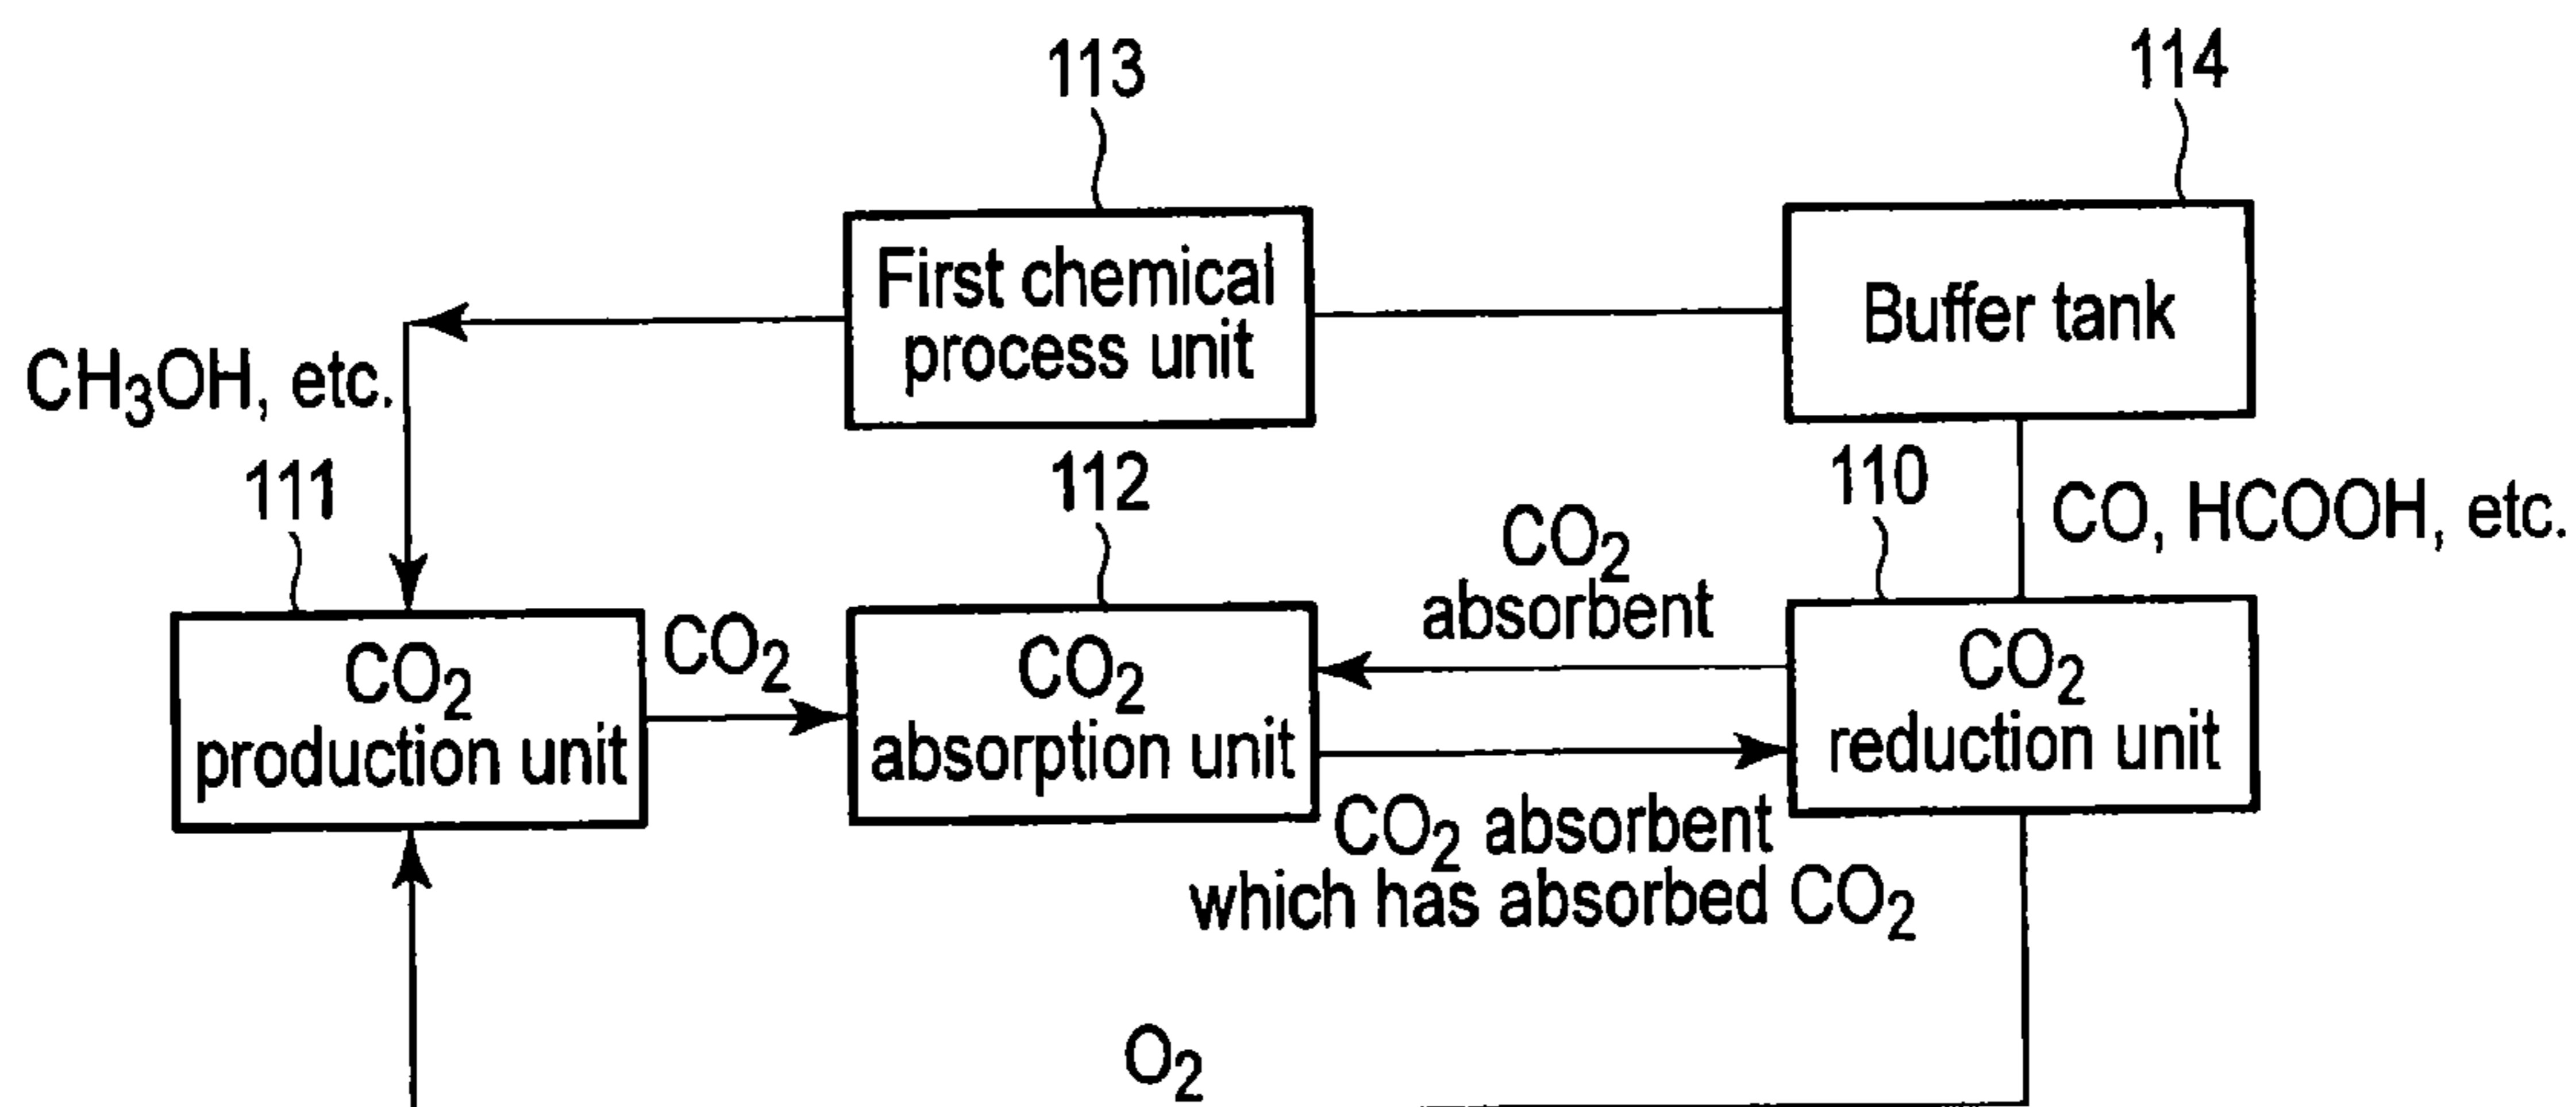 113
114
First chemical
process unit
Buffer tank
CH₃OH, etc.
111
112
110
CO, HCOOH, etc.
CO₂
absorbent
CO₂
production unit
CO₂
CO₂
absorption unit
CO₂
reduction unit
CO₂ absorbent
which has absorbed CO₂
O₂